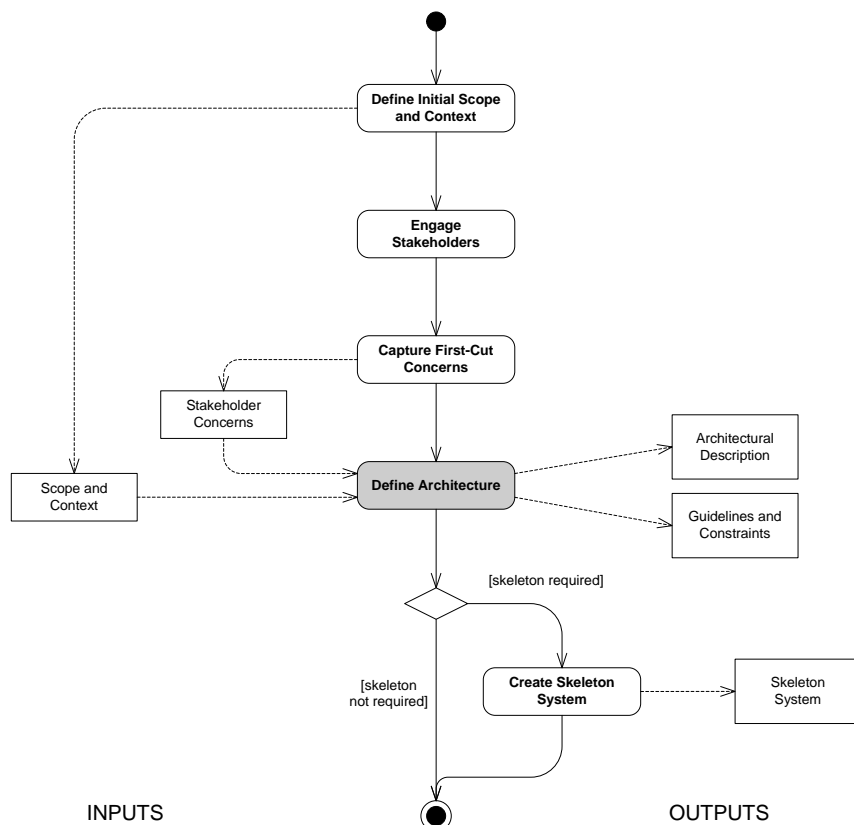 Define Initial Scope
and Context
Engage
Stakeholders
Capture First-Cut
Concerns
Stakeholder
Concerns
Architectural
Description
Define Architecture
Scope and
Context
Guidelines and
Constraints
[skeleton required]
[skeleton
not required]
Create Skeleton
System
Skeleton
System
INPUTS
OUTPUTS